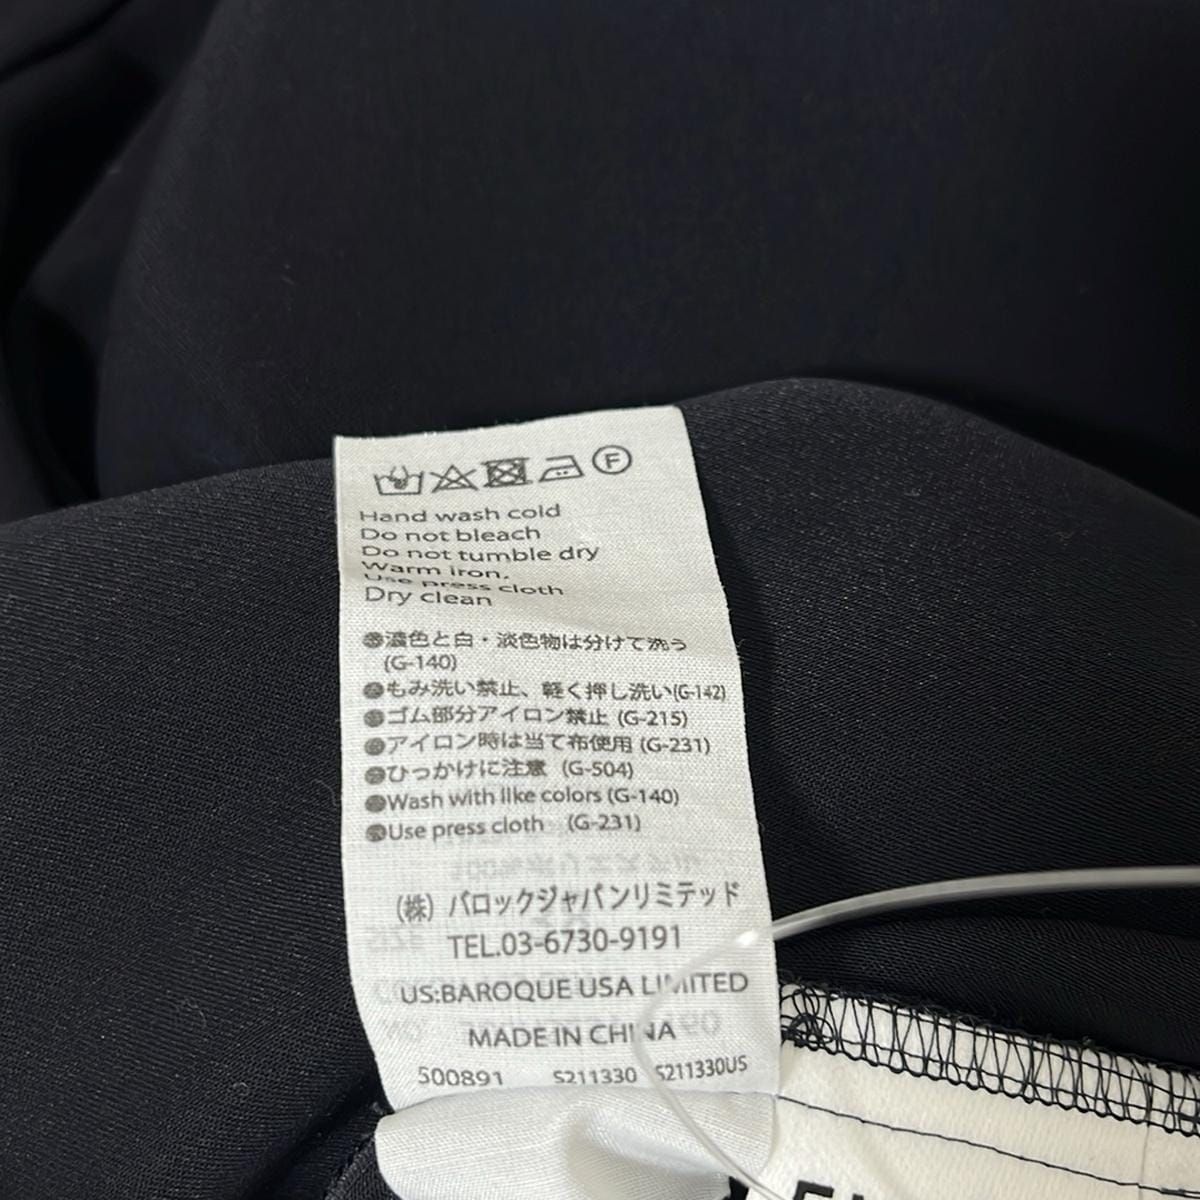 F
Hand wash cold
Do not bleach
Do not tumble dry
Warm iron,
Use press cloth
Dry clean
●濃色と白・淡色物は分けて洗う
(G-140)
●もみ洗い禁止、軽く押し洗い(G-142)
●ゴム部分アイロン禁止 (G-215)
●アイロン時は当て布使用 (G-231)
●ひっかけに注意 (G-504)
●Wash with like colors (G-140)
●Use press cloth (G-231)
(株) バロックジャパンリミテッド
TEL.03-6730-9191
US:BAROQUE USA LIMITED
MADE IN CHINA
500891 S211330 S211330US